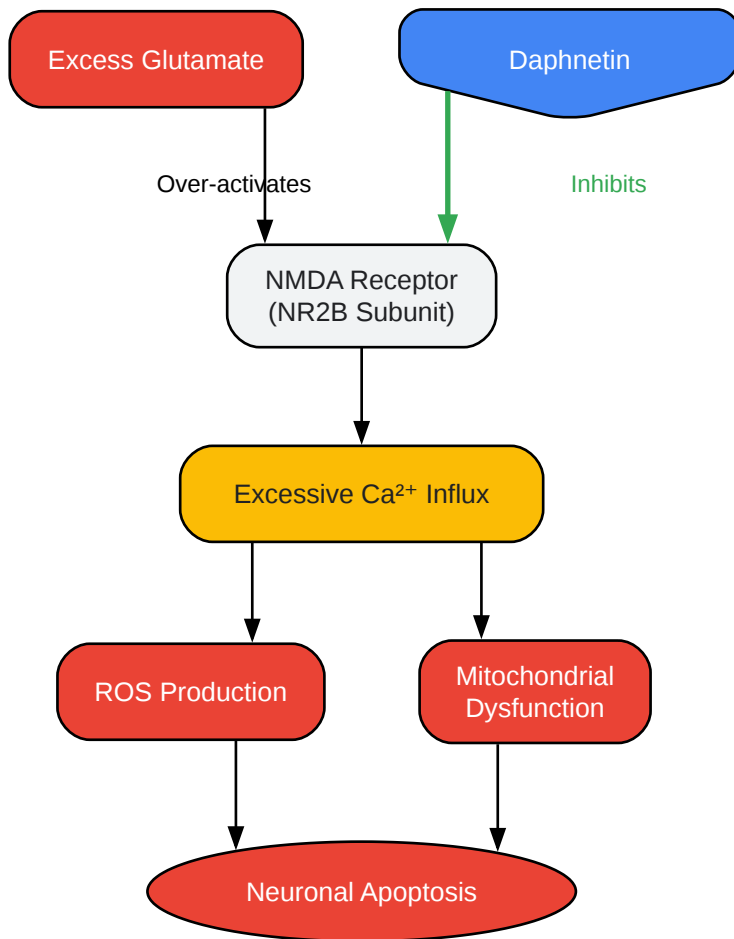 Excess Glutamate
Daphnetin
Over-activates
Inhibits
NMDA Receptor
(NR2B Subunit)
Excessive Ca²⁺ Influx
ROS Production
Mitochondrial
Dysfunction
Neuronal Apoptosis